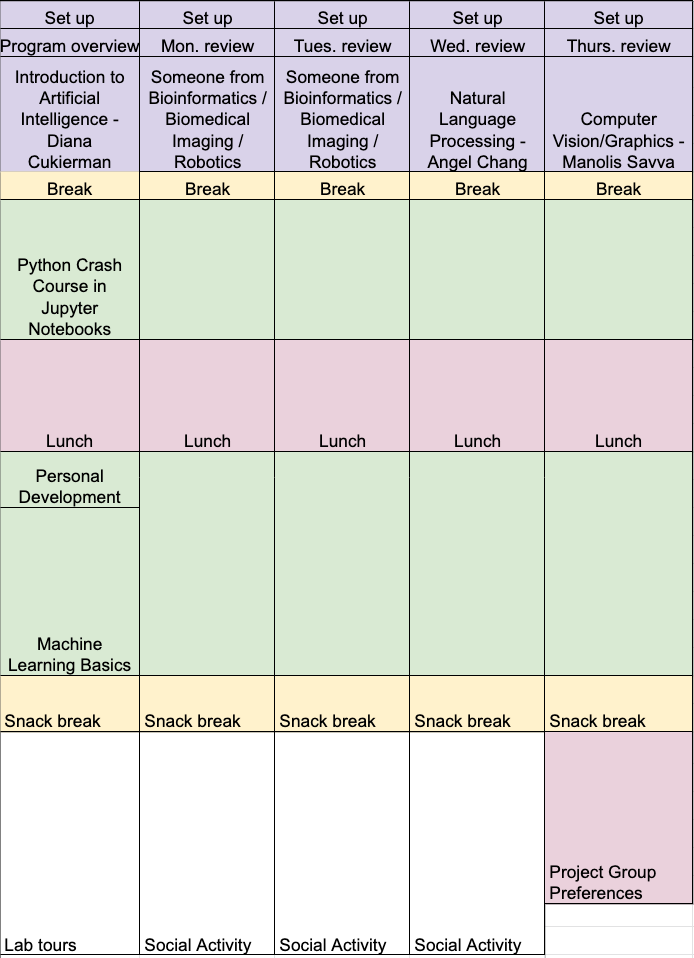 Set up
Set up
Set up
Set up
Set up
Program overview
Mon. review
Tues. review
Wed. review
Thurs. review
Introduction to
Artificial
Intelligence -
Diana
Cukierman
Someone from
Bioinformatics /
Biomedical
Imaging /
Robotics
Someone from
Bioinformatics /
Biomedical
Imaging /
Robotics
Natural
Language
Processing -
Angel Chang
Computer
Vision/Graphics -
Manolis Savva
Break
Break
Break
Break
Break
Python Crash
Course in
Jupyter
Notebooks
Lunch
Lunch
Lunch
Lunch
Lunch
Personal
Development
Machine
Learning Basics
Snack break
Snack break
Snack break
Snack break
Snack break
Project Group
Preferences
Lab tours
Social Activity
Social Activity
Social Activity